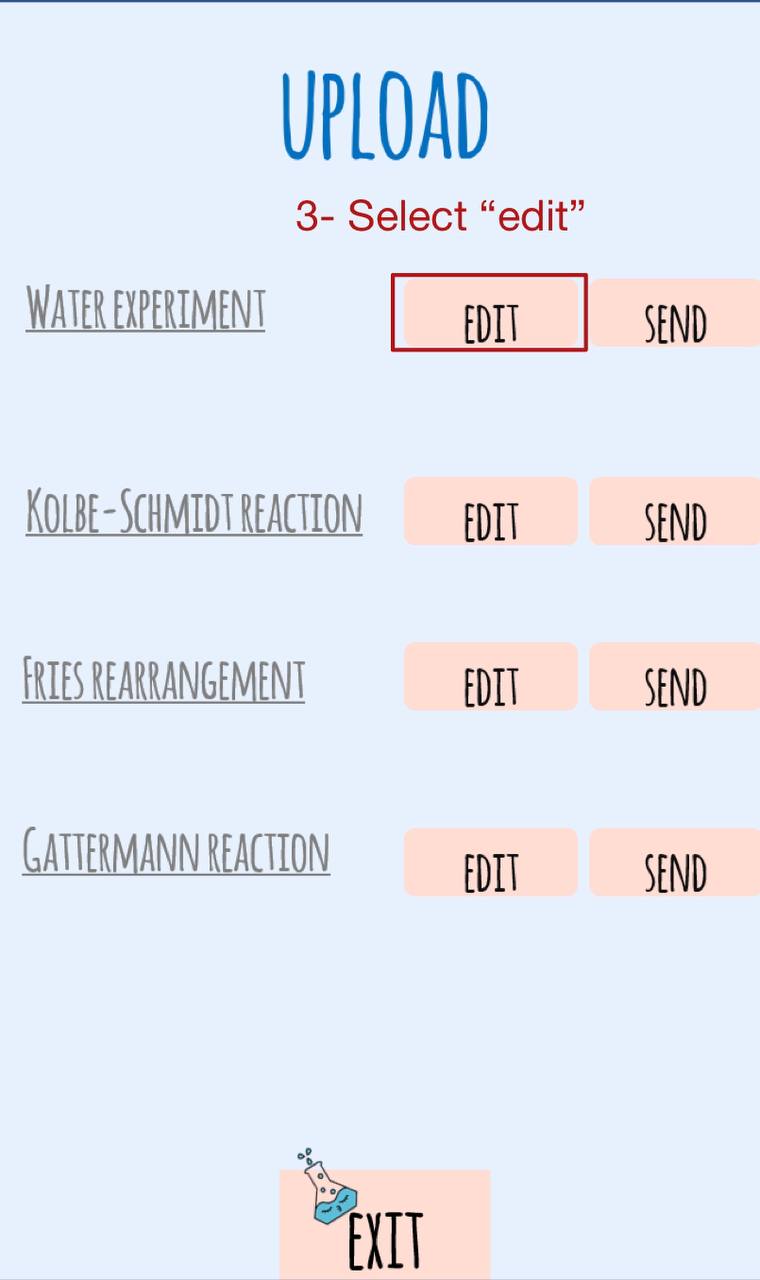 UPLOAD
3- Select “edit”
WATER EXPERIMENT EDIT SEND
KOLBE-SCHMIDT REACTION EDIT SEND
FRIES REARRANGEMENT EDIT SEND
GATTERMANN REACTION EDIT SEND
EXIT